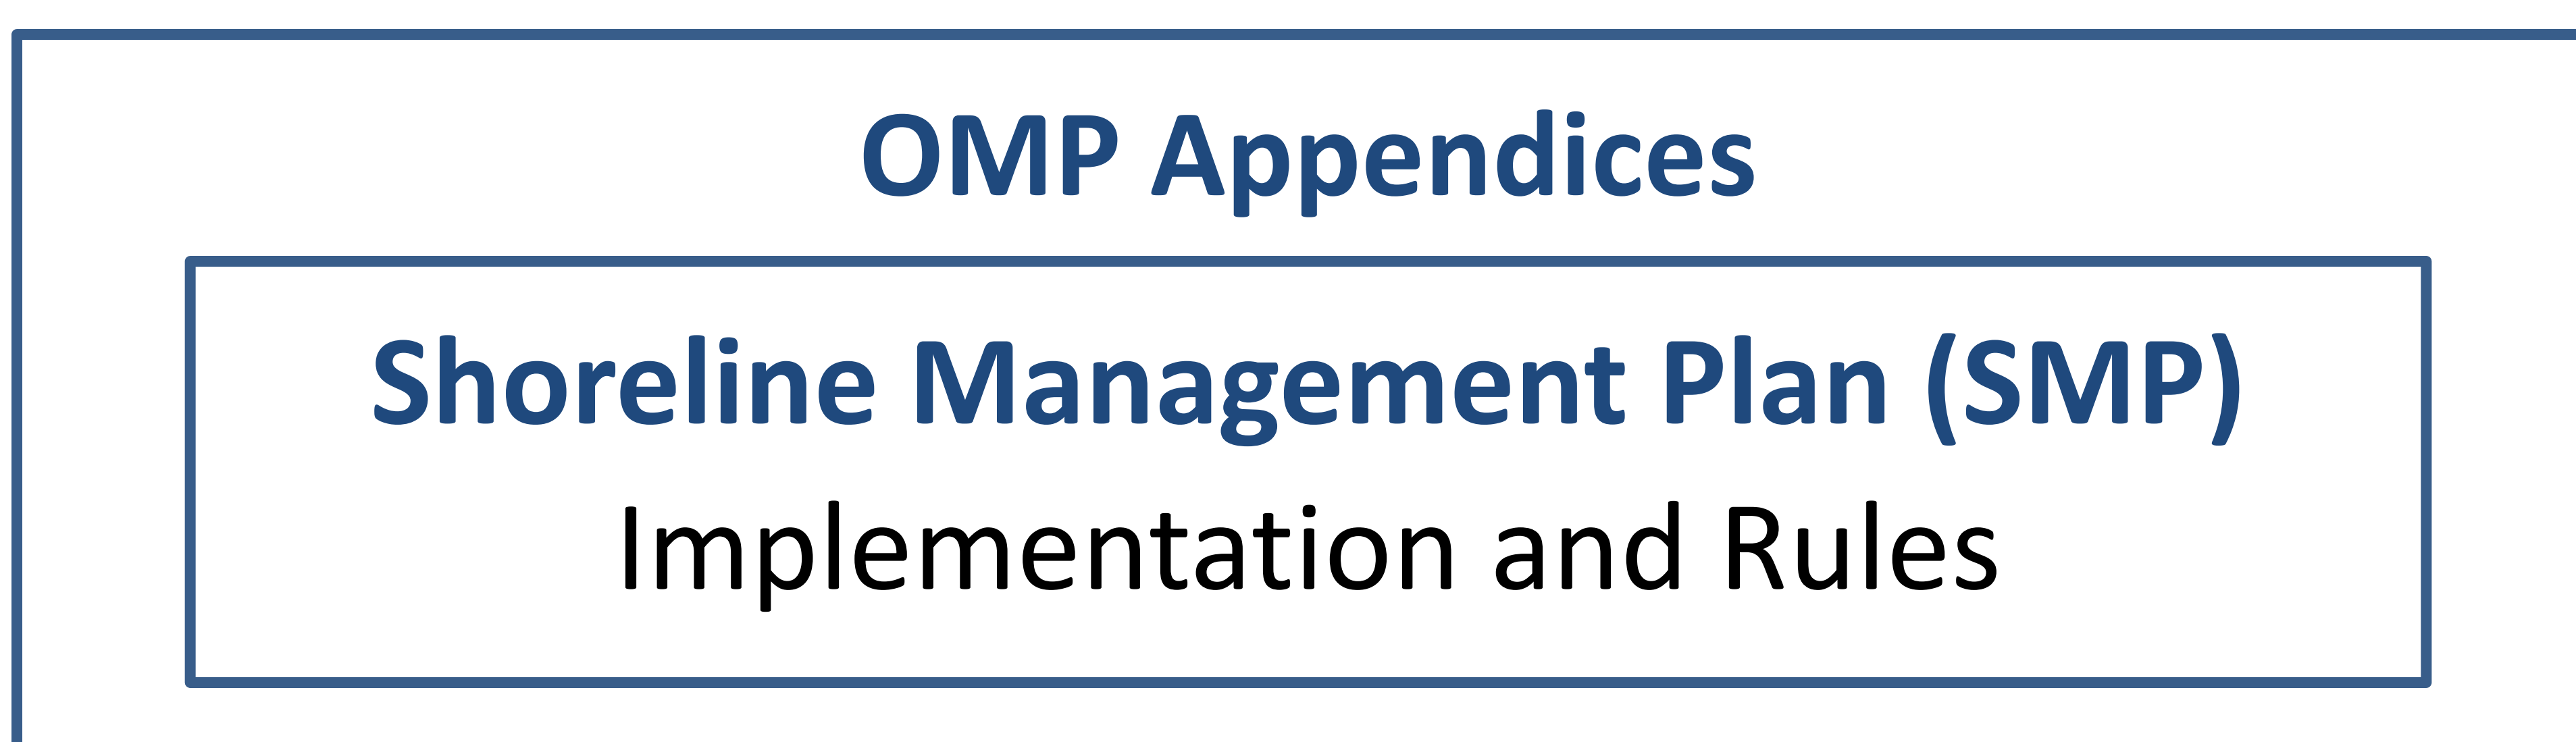 OMP Appendices
Shoreline Management Plan (SMP)
Implementation and Rules